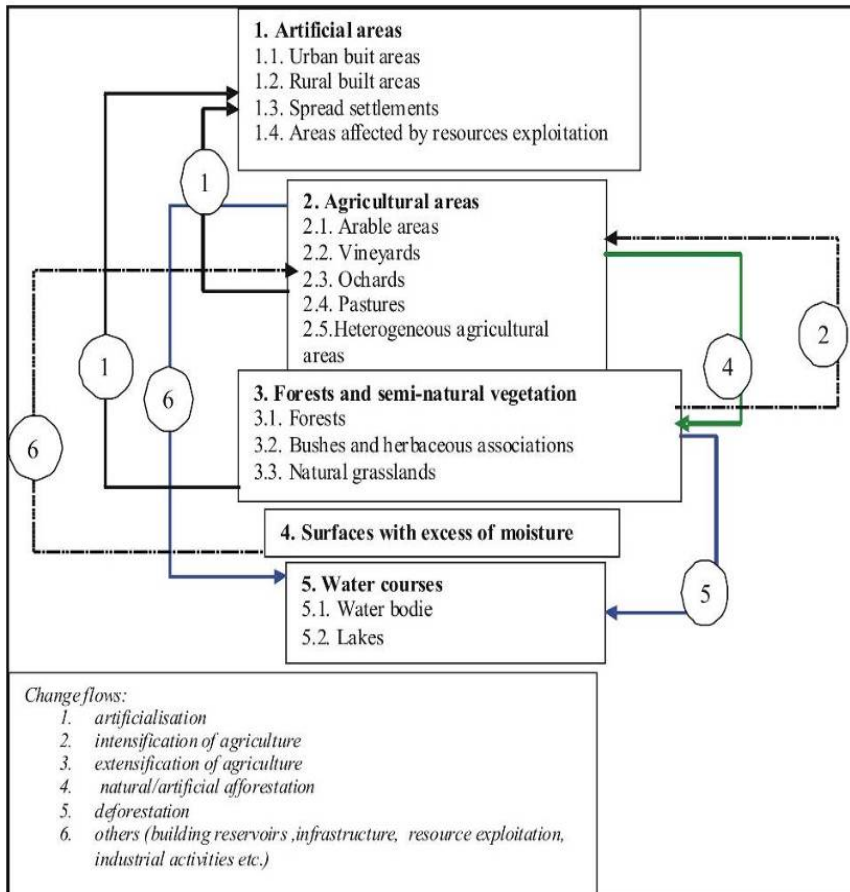 1. Artificial areas
1.1. Urban buit areas
1.2. Rural built arcas
1.3. Spread settlements
1.4. Areas affected by resources exploitation
1
2. Agricultural areas
2.1. Arable areas
2.2. Vineyards
2.3. Ochards
2.4. Pastures
2.5.Heterogeneous agricultural
areas
2
1
6
4
6
3. Forests and semi-natural vegetation
3.1. Forests
3.2. Bushes and herbaceous associations
3.3. Natural grasslands
4. Surfaces with excess of moisture
5. Water courses
5.1. Water bodie
5.2. Lakes
5
Change flows:
1. artificialisation
2. intensification of agriculture
3. extensification of agriculture
4. natural/artificial afforestation
5. deforestation
6. others (building reservoirs ,infrastructure, resource exploitation,
industrial activities etc.)